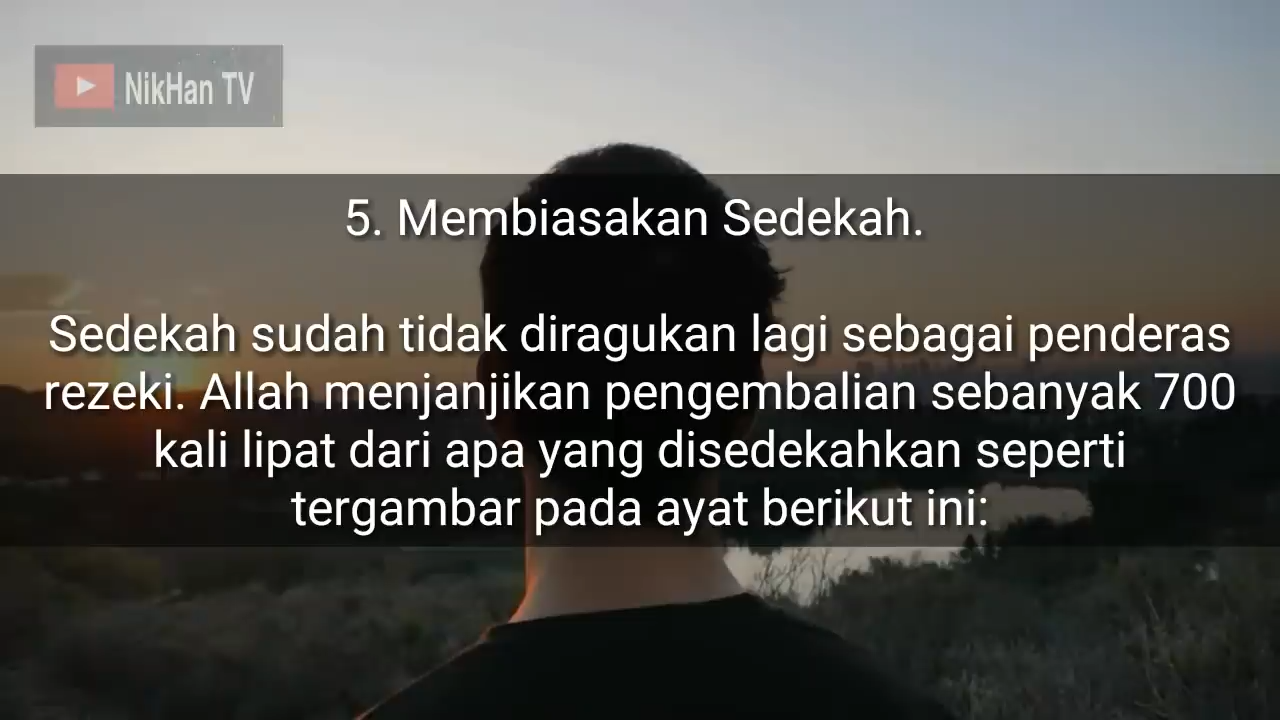 NikHan TV
5. Membiasakan Sedekah.
Sedekah sudah tidak diragukan lagi sebagai penderas
rezeki. Allah menjanjikan pengembalian sebanyak 700
kali lipat dari apa yang disedekahkan seperti
tergambar pada ayat berikut ini: